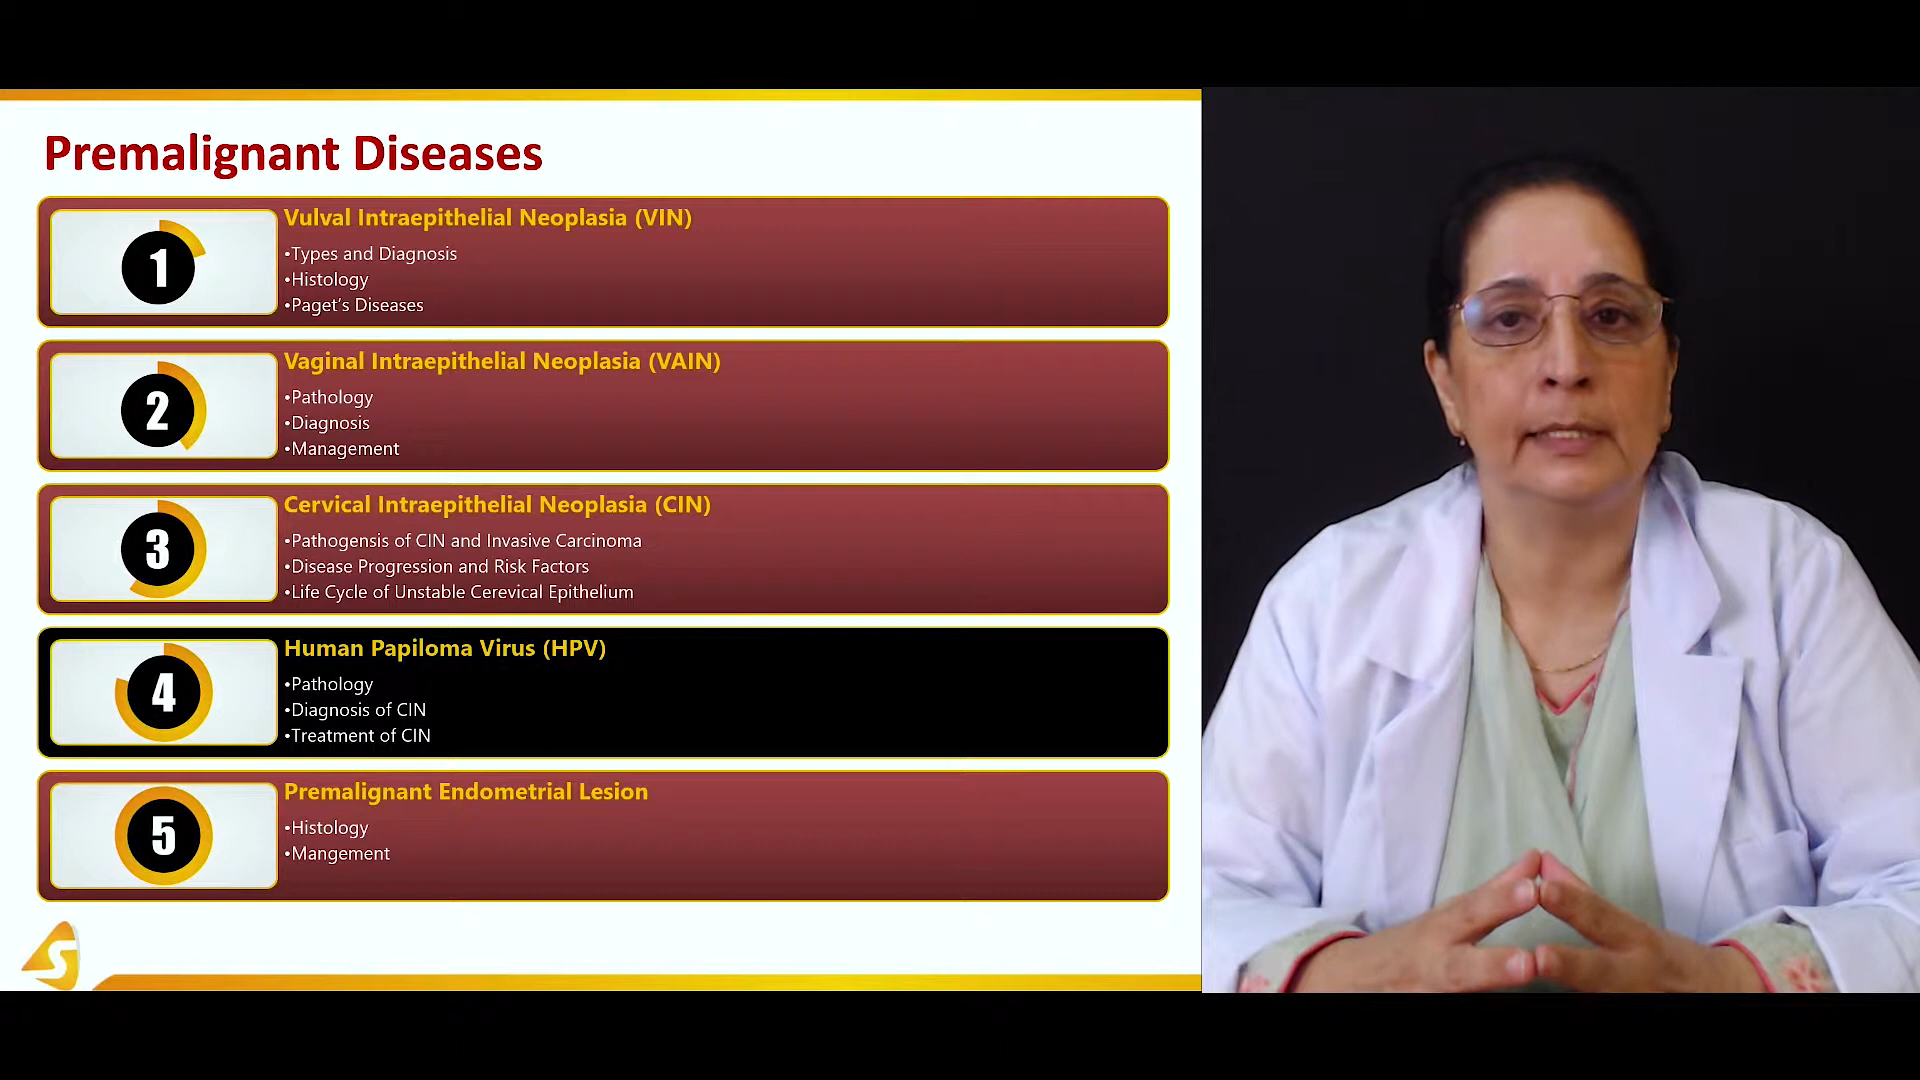 Premalignant Diseases
1
Vulval Intraepithelial Neoplasia (VIN)
•Types and Diagnosis
•Histology
•Paget's Diseases
2
Vaginal Intraepithelial Neoplasia (VAIN)
•Pathology
•Diagnosis
•Management
3
Cervical Intraepithelial Neoplasia (CIN)
•Pathogensis of CIN and Invasive Carcinoma
•Disease Progression and Risk Factors
•Life Cycle of Unstable Cerevical Epithelium
4
Human Papiloma Virus (HPV)
•Pathology
•Diagnosis of CIN
•Treatment of CIN
5
Premalignant Endometrial Lesion
•Histology
•Mangement
S